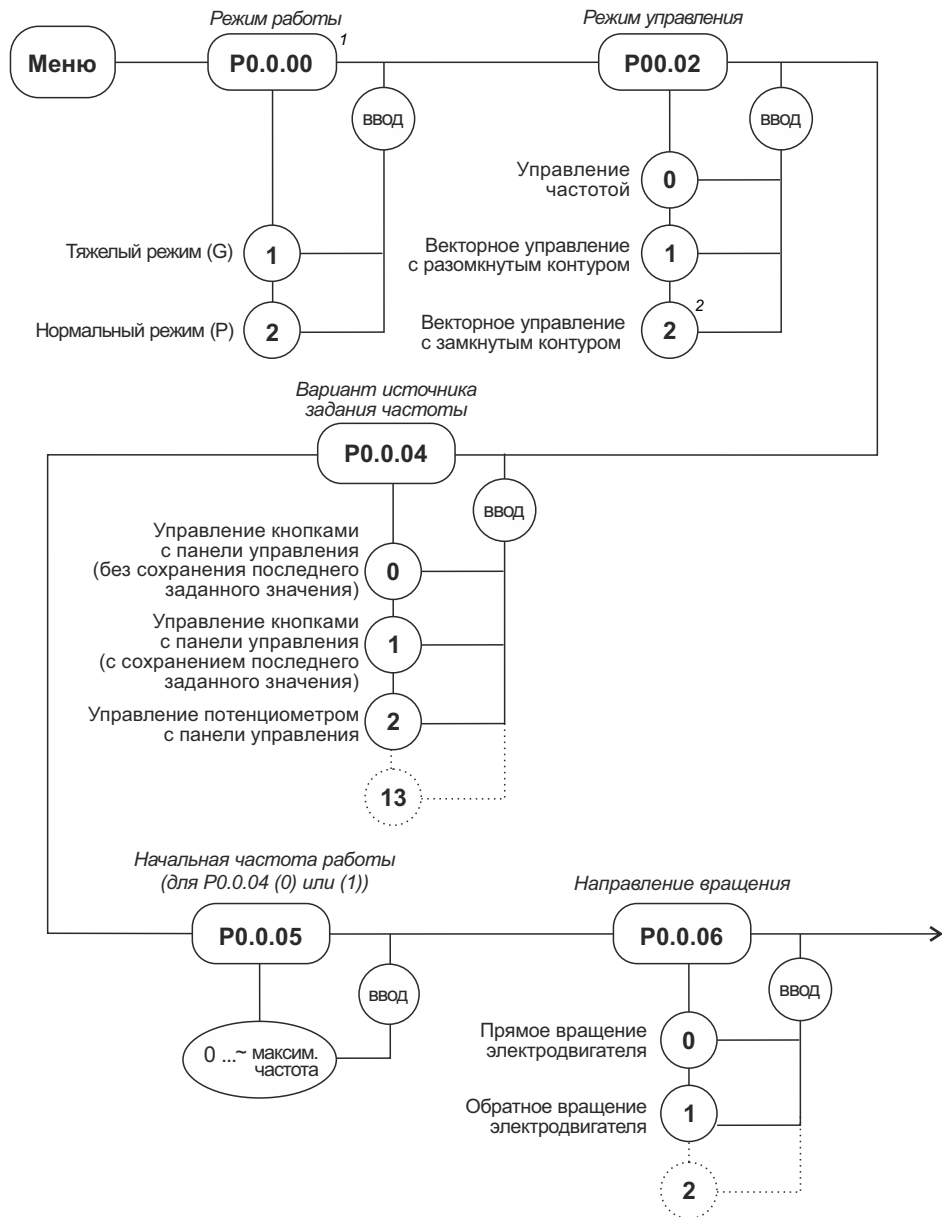 Режим работы
Режим управления
Меню
P0.0.00
1
P00.02
ВВОД
ВВОД
Управление
частотой
0
Тяжелый режим (G)
1
Векторное управление
с разомкнутым контуром
1
Нормальный режим (P)
2
Векторное управление
с замкнутым контуром
2
2
Вариант источника
задания частоты
P0.0.04
ВВОД
Управление кнопками
с панели управления
(без сохранения последнего
заданного значения)
0
Управление кнопками
с панели управления
(с сохранением последнего
заданного значения)
1
Управление потенциометром
с панели управления
2
13
Начальная частота работы
(для P0.0.04 (0) или (1))
Направление вращения
P0.0.05
P0.0.06
ВВОД
ВВОД
0 ...~ максим.
частота
Прямое вращение
электродвигателя
0
Обратное вращение
электродвигателя
1
2